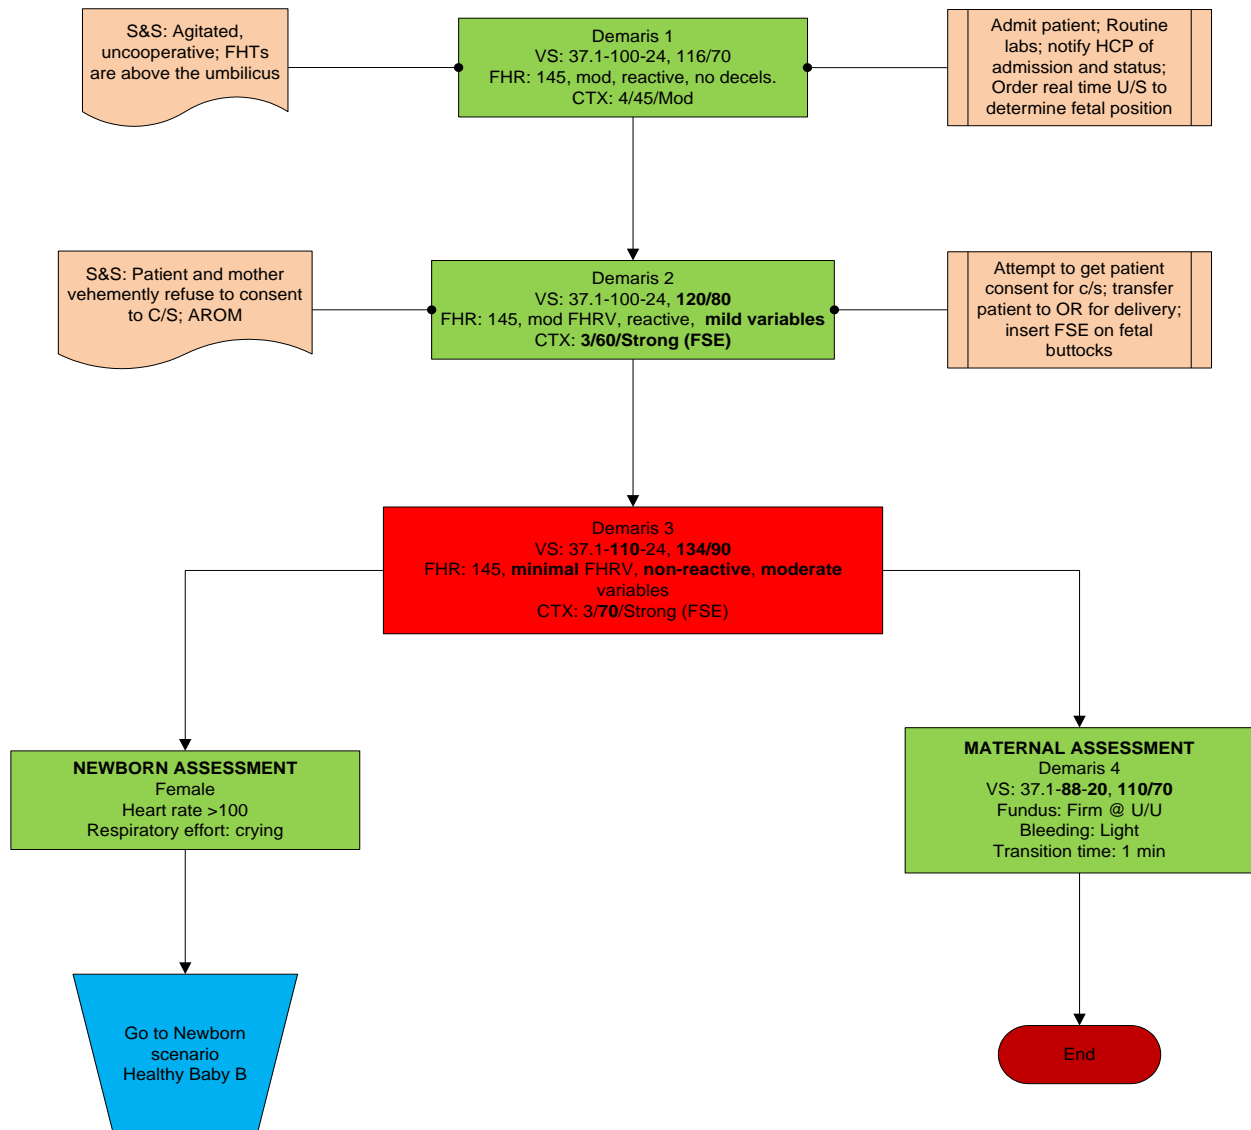 S&S: Agitated,
uncooperative; FHTs
are above the umbilicus
Demaris 1
VS: 37.1-100-24, 116/70
FHR: 145, mod, reactive, no decels.
CTX: 4/45/Mod
Admit patient; Routine
labs; notify HCP of
admission and status;
Order real time U/S to
determine fetal position
S&S: Patient and mother
vehemently refuse to consent
to C/S; AROM
Demaris 2
VS: 37.1-100-24, 120/80
FHR: 145, mod FHRV, reactive, mild variables
CTX: 3/60/Strong (FSE)
Attempt to get patient
consent for c/s; transfer
patient to OR for delivery;
insert FSE on fetal
buttocks
Demaris 3
VS: 37.1-110-24, 134/90
FHR: 145, minimal FHRV, non-reactive, moderate
variables
CTX: 3/70/Strong (FSE)
NEWBORN ASSESSMENT
Female
Heart rate >100
Respiratory effort: crying
MATERNAL ASSESSMENT
Demaris 4
VS: 37.1-88-20, 110/70
Fundus: Firm @ U/U
Bleeding: Light
Transition time: 1 min
Go to Newborn
scenario
Healthy Baby B
End